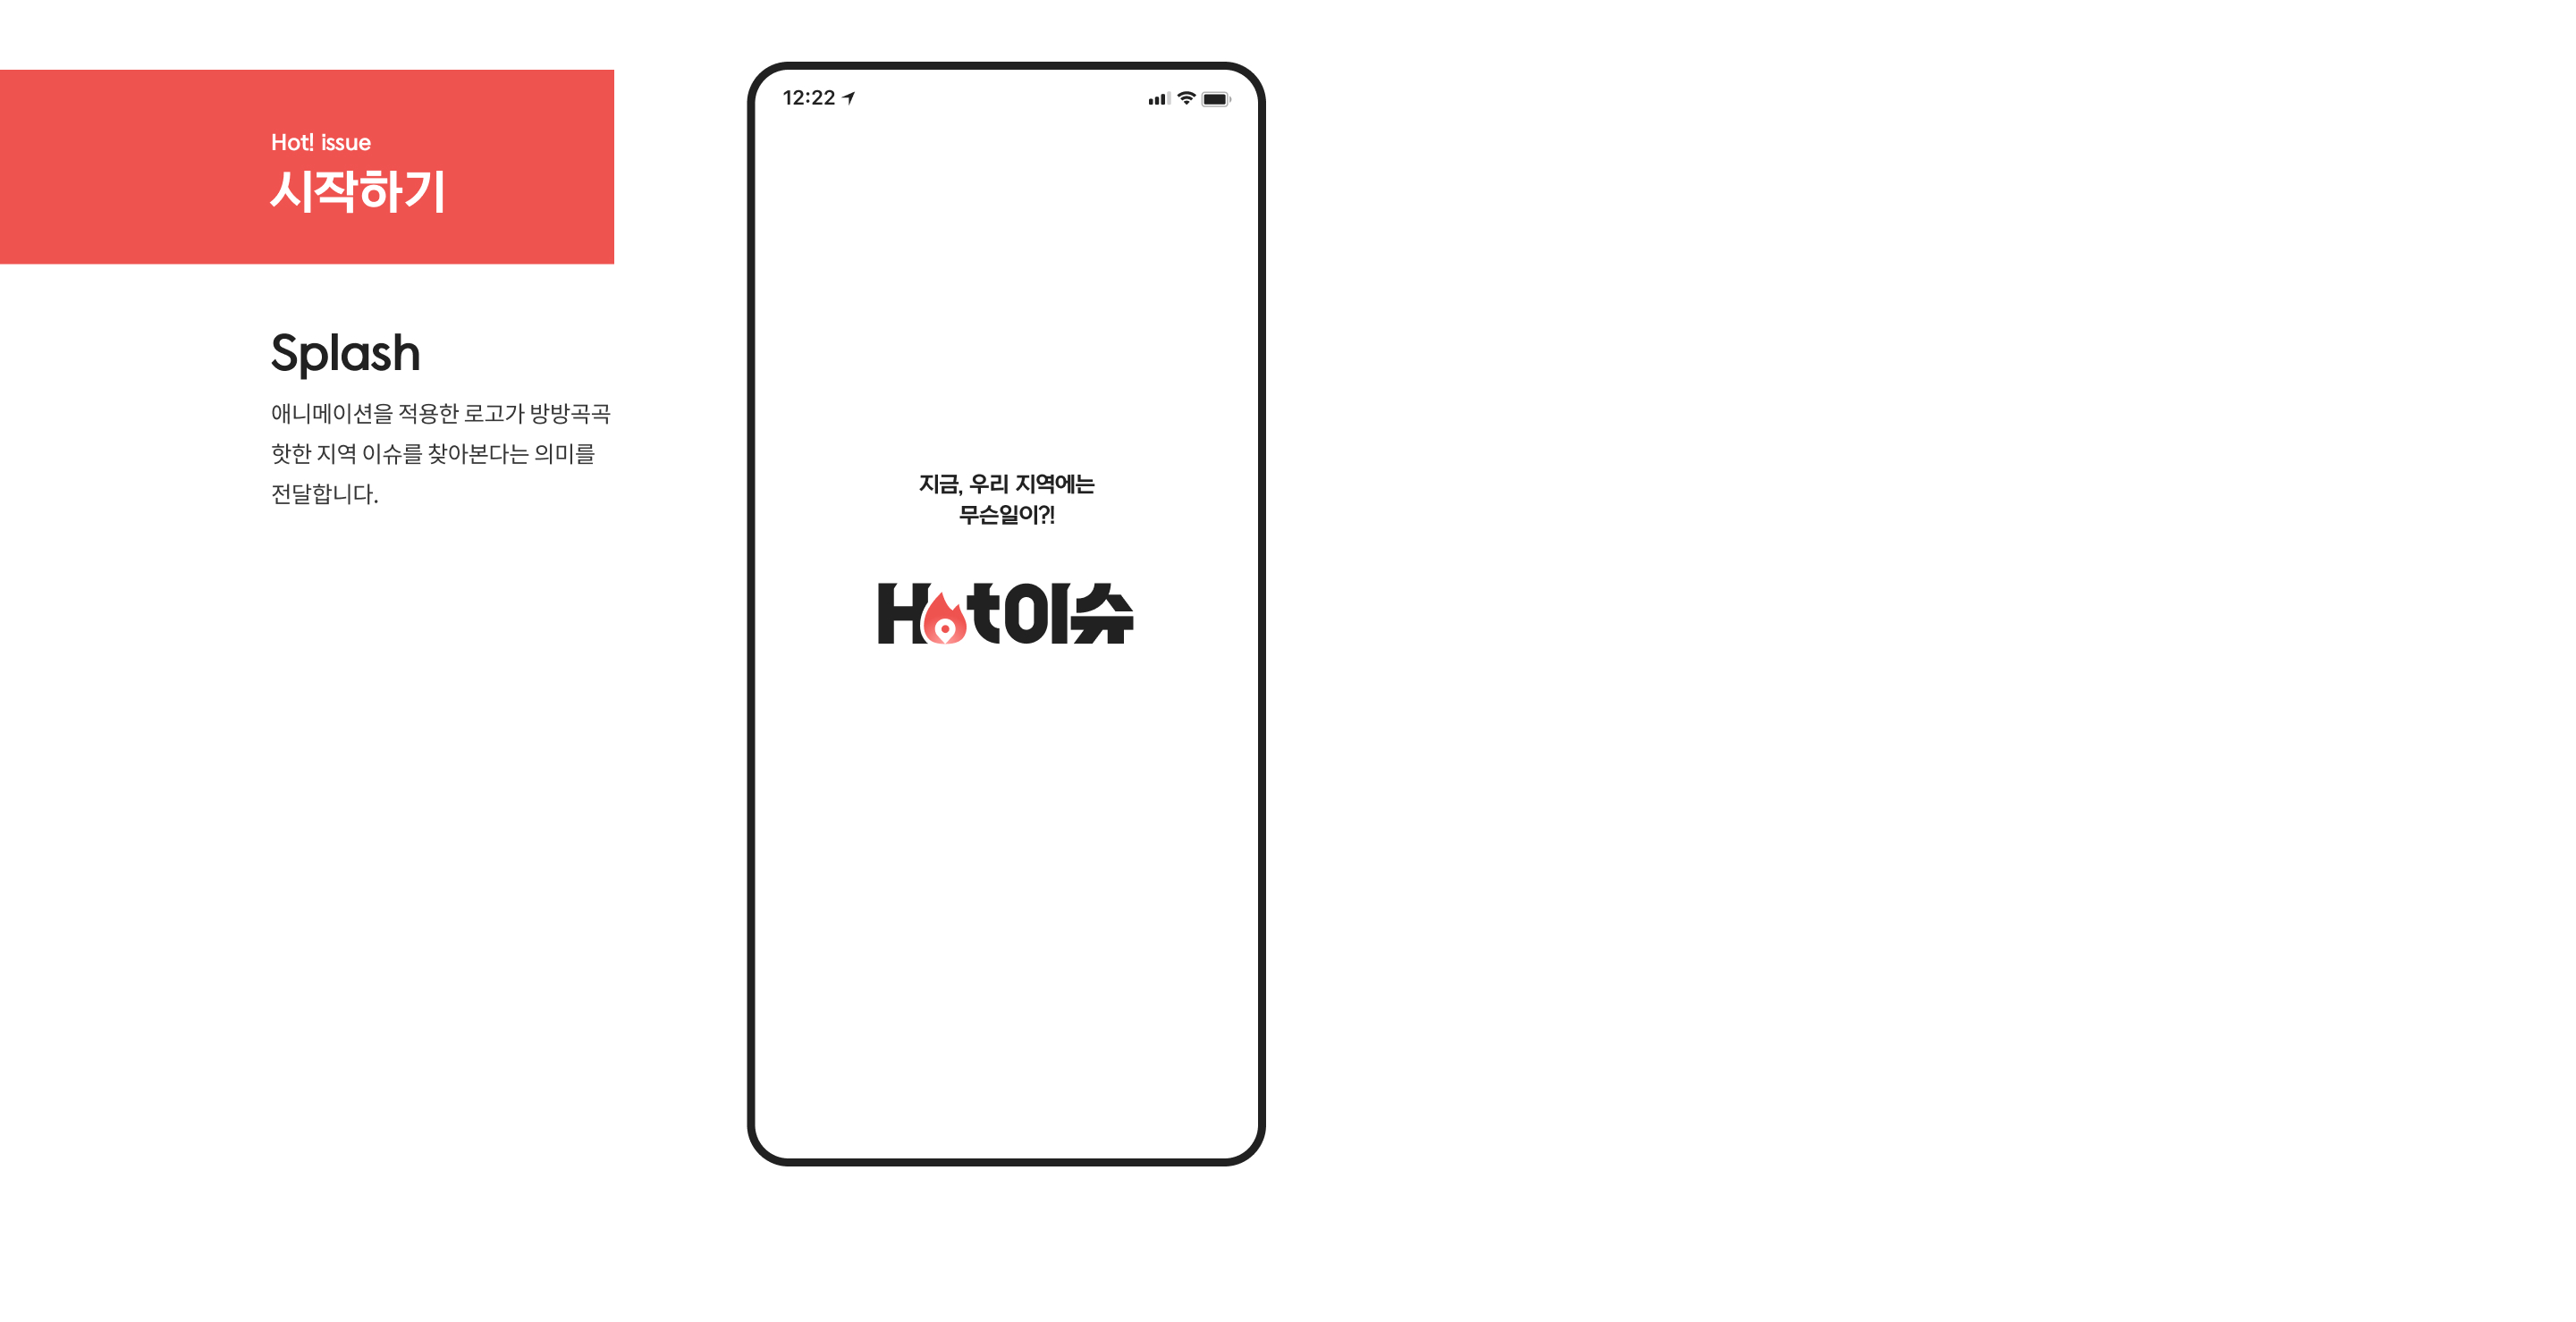 Hot! issue
시작하기
Splash
애니메이션을 적용한 로고가 방방곡곡
핫한 지역 이슈를 찾아본다는 의미를
전달합니다.
12:22
지금, 우리 지역에는
무슨일이?!
Hot이슈